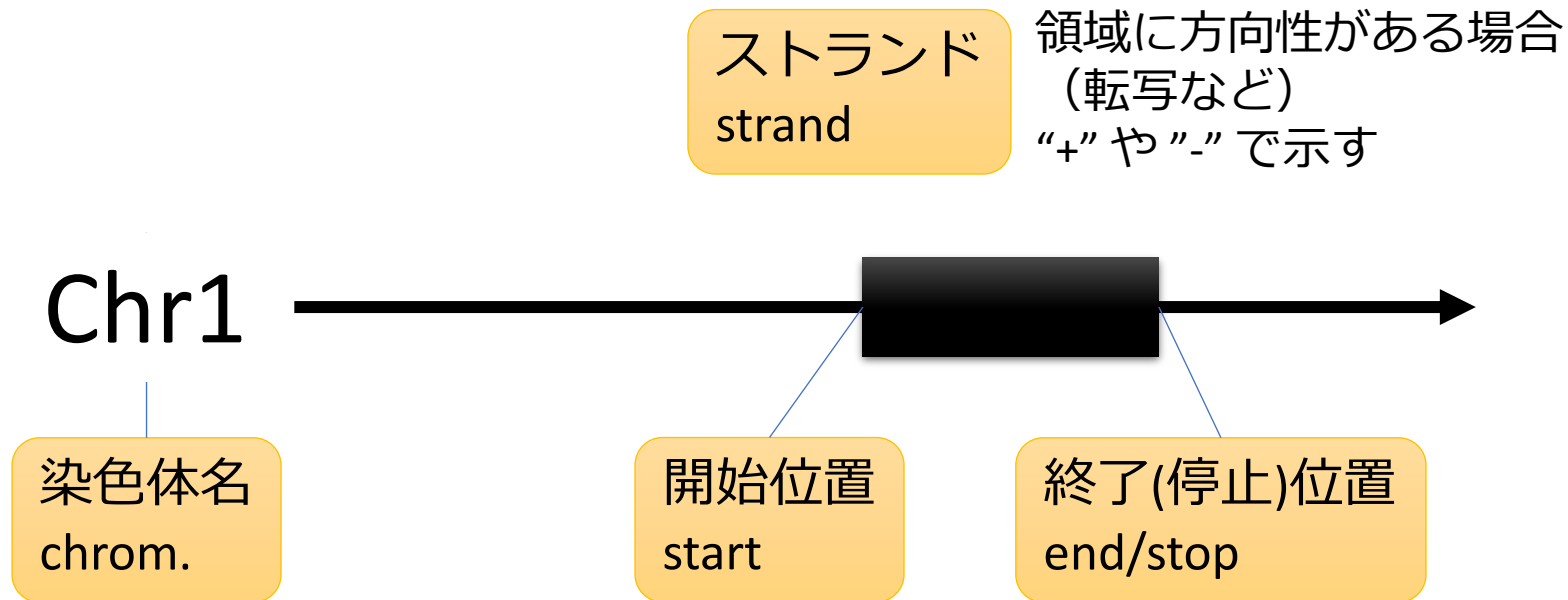 ストランド
strand
領域に方向性がある場合
（転写など）
“+” や ”-” で示す
Chr1
染色体名
chrom.
開始位置
start
終了(停止)位置
end/stop